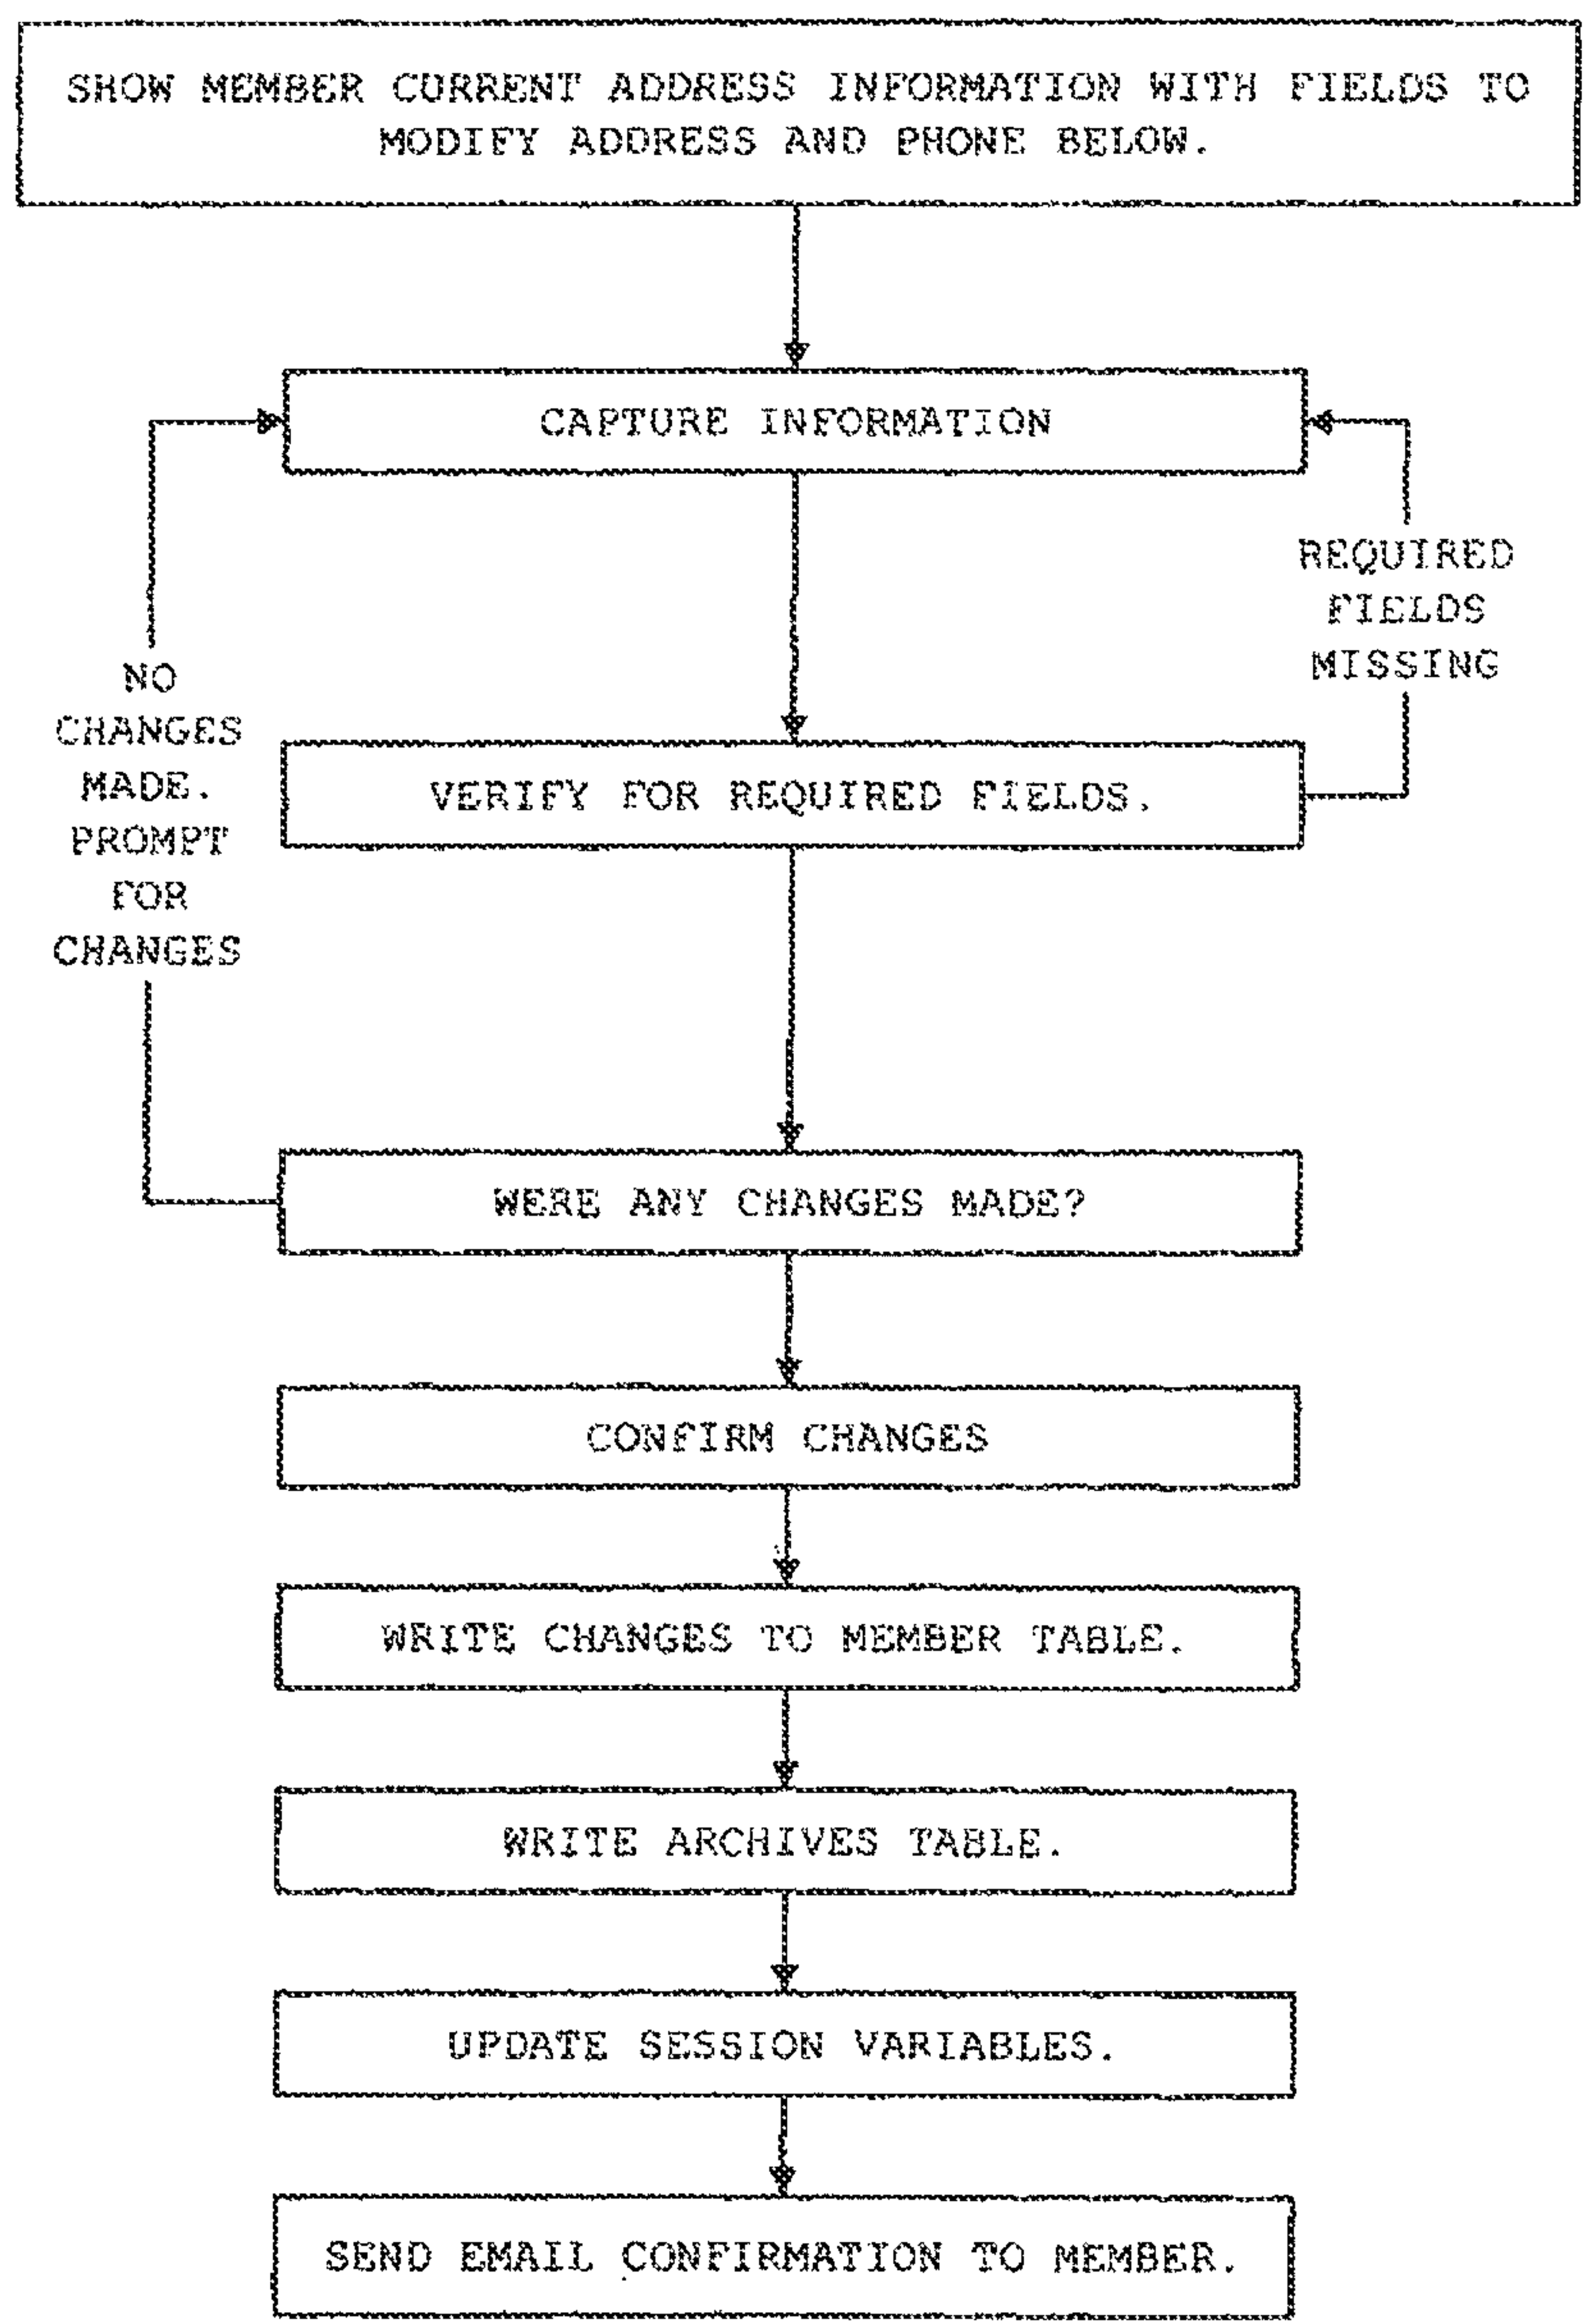 SHOW MEMBER CURRENT ADDRESS INFORMATION WITH FIELDS TO
MODIFY ADDRESS AND PHONE BELOW.
CAPTURE INFORMATION
REQUIRED
FIELDS
MISSING
NO
CHANGES
MADE.
PROMPT
FOR
CHANGES
VERIFY FOR REQUIRED FIELDS.
WERE ANY CHANGES MADE?
CONFIRM CHANGES
WRITE CHANGES TO MEMBER TABLE.
WRITE ARCHIVES TABLE.
UPDATE SESSION VARIABLES.
SEND EMAIL CONFIRMATION TO MEMBER.